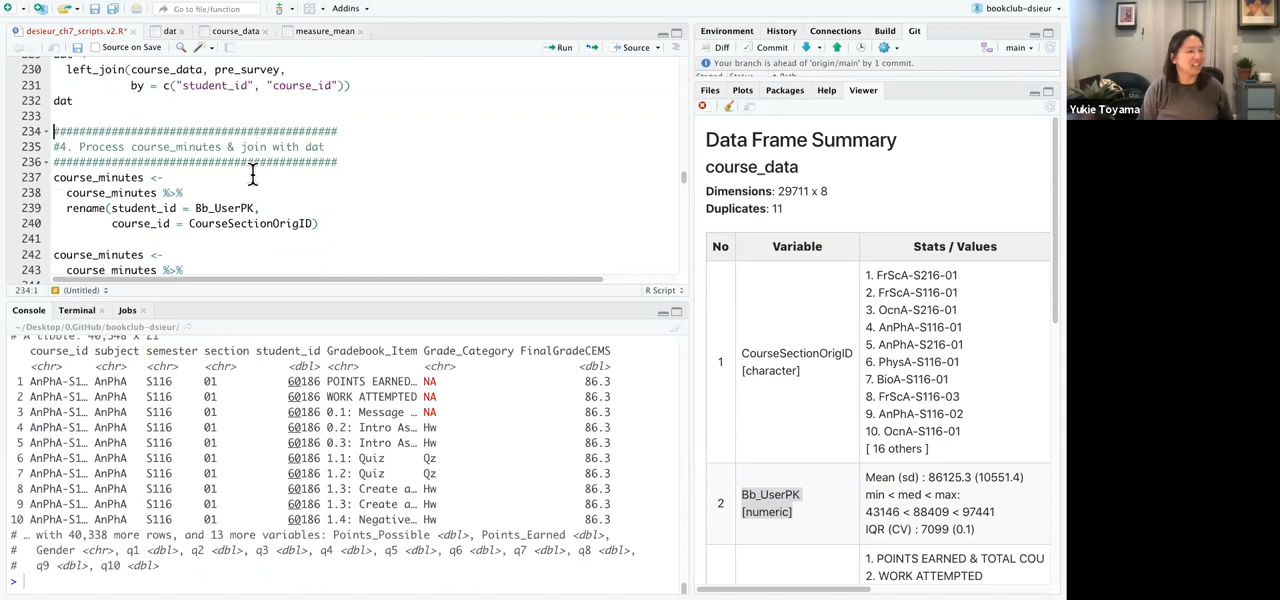 Go to file/function
Addins
bookclub-dsieur
desieur_ch7_scripts.v2.R*
dat
course_data
measure_mean
Source on Save
Run
Source
230 left_join(course_data, pre_survey,
231 by = c("student_id", "course_id"))
232 dat
233
234 ############################################
235 #4. Process course_minutes & join with dat
236 ############################################
237 course_minutes <-
238 course_minutes %>%
239 rename(student_id = Bb_UserPK,
240 course_id = CourseSectionOrigID)
241
242 course_minutes <-
243 course_minutes %>%
234:1 (Untitled) R Script
Console Terminal Jobs
~/Desktop/0.GitHub/bookclub-dsieur/
# A tibble: 40,348 x 21
course_id subject semester section student_id Gradebook_Item Grade_Category FinalGradeCEMS
<chr> <chr> <chr> <chr> <dbl> <chr> <chr> <dbl>
1 AnPhA-S1… AnPhA S116 01 60186 POINTS EARNED… NA 86.3
2 AnPhA-S1… AnPhA S116 01 60186 WORK ATTEMPTED NA 86.3
3 AnPhA-S1… AnPhA S116 01 60186 0.1: Message … NA 86.3
4 AnPhA-S1… AnPhA S116 01 60186 0.2: Intro As… Hw 86.3
5 AnPhA-S1… AnPhA S116 01 60186 0.3: Intro As… Hw 86.3
6 AnPhA-S1… AnPhA S116 01 60186 1.1: Quiz Qz 86.3
7 AnPhA-S1… AnPhA S116 01 60186 1.2: Quiz Qz 86.3
8 AnPhA-S1… AnPhA S116 01 60186 1.3: Create a… Hw 86.3
9 AnPhA-S1… AnPhA S116 01 60186 1.3: Create a… Hw 86.3
10 AnPhA-S1… AnPhA S116 01 60186 1.4: Negative… Hw 86.3
# … with 40,338 more rows, and 13 more variables: Points_Possible <dbl>, Points_Earned <dbl>,
# Gender <chr>, q1 <dbl>, q2 <dbl>, q3 <dbl>, q4 <dbl>, q5 <dbl>, q6 <dbl>, q7 <dbl>, q8 <dbl>,
# q9 <dbl>, q10 <dbl>
>
Environment History Connections Build Git
Diff Commit main
Your branch is ahead of 'origin/main' by 1 commit.
Files Plots Packages Help Viewer
Data Frame Summary
course_data
Dimensions: 29711 x 8
Duplicates: 11
No Variable Stats / Values
1
CourseSectionOrigID
[character]
1. FrScA-S216-01
2. FrScA-S116-01
3. OcnA-S216-01
4. AnPhA-S116-01
5. AnPhA-S216-01
6. PhysA-S116-01
7. BioA-S116-01
8. FrScA-S116-03
9. AnPhA-S116-02
10. OcnA-S116-01
[ 16 others ]
2
Bb_UserPK
[numeric]
Mean (sd) : 86125.3 (10551.4)
min < med < max:
43146 < 88409 < 97441
IQR (CV) : 7099 (0.1)
1. POINTS EARNED & TOTAL COU
2. WORK ATTEMPTED
Yukie Toyama